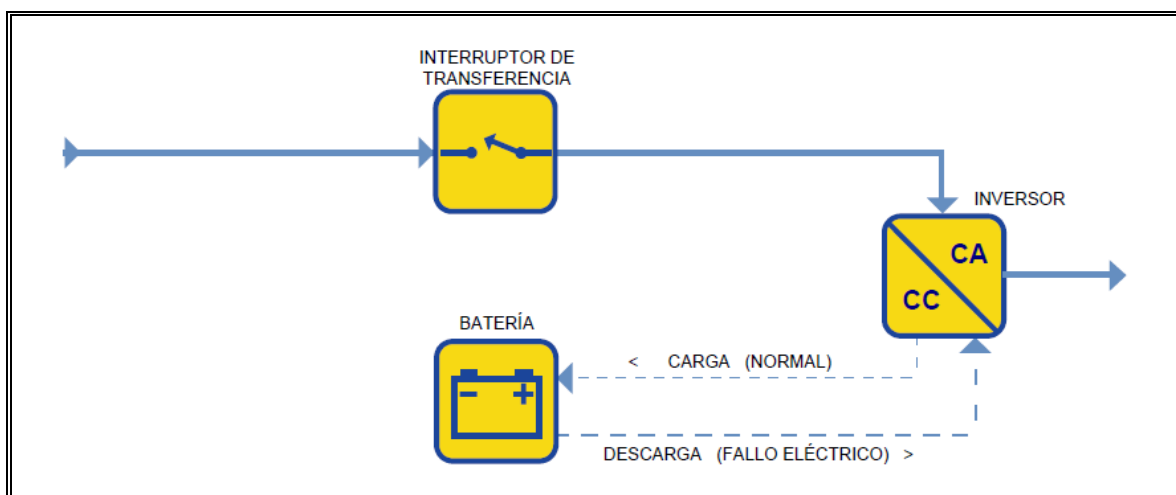 INTERRUPTOR DE
TRANSFERENCIA
INVERSOR
CA
CC
BATERÍA
< CARGA (NORMAL)
- +
DESCARGA (FALLO ELÉCTRICO) >